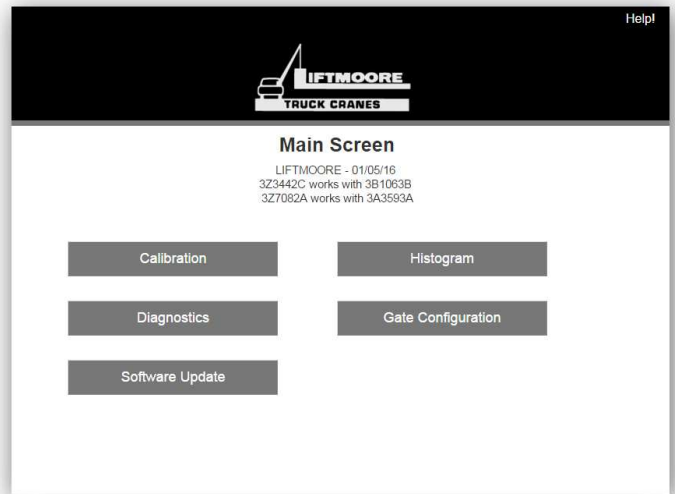 Help!
LIFTMOORE
TRUCK CRANES
Main Screen
LIFTMOORE - 01/05/16
3Z3442C works with 3B1063B
3Z7082A works with 3A3593A
Calibration
Histogram
Diagnostics
Gate Configuration
Software Update